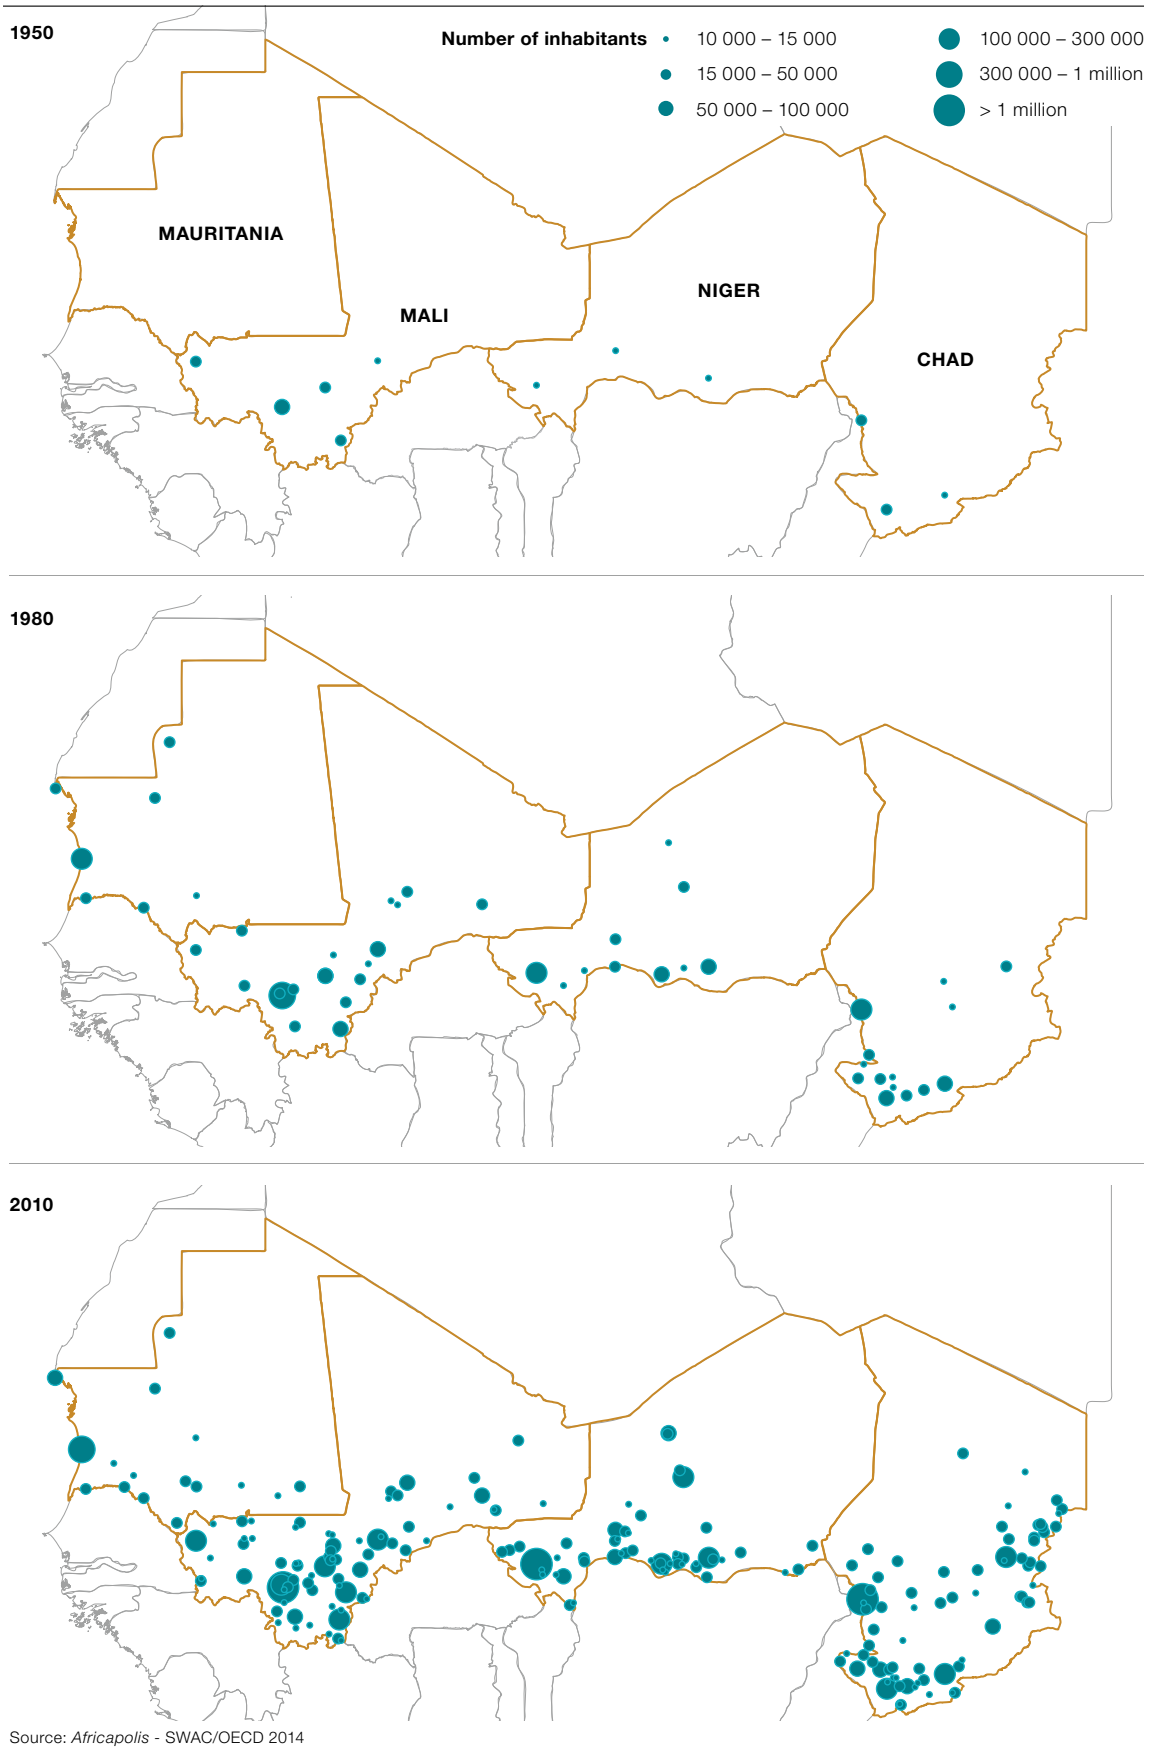 1950
Number of inhabitants
10 000 – 15 000
15 000 – 50 000
50 000 – 100 000
100 000 – 300 000
300 000 – 1 million
> 1 million
MAURITANIA
MALI
NIGER
CHAD
1980
2010
Source: Africapolis - SWAC/OECD 2014